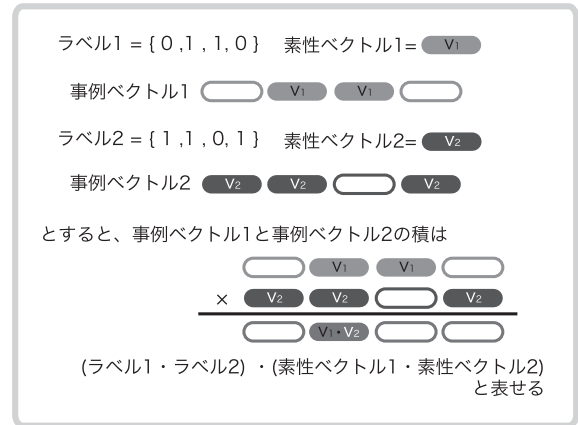 ラベル1 = { 0 ,1 , 1, 0 } 素性ベクトル1= V1
事例ベクトル1 V1 V1
ラベル2 = { 1 ,1 , 0, 1 } 素性ベクトル2= V2
事例ベクトル2 V2 V2 V2
とすると、事例ベクトル1と事例ベクトル2の積は
V1 V1
× V2 V2 V2
V1・V2
(ラベル1・ラベル2) ・(素性ベクトル1・素性ベクトル2)
と表せる